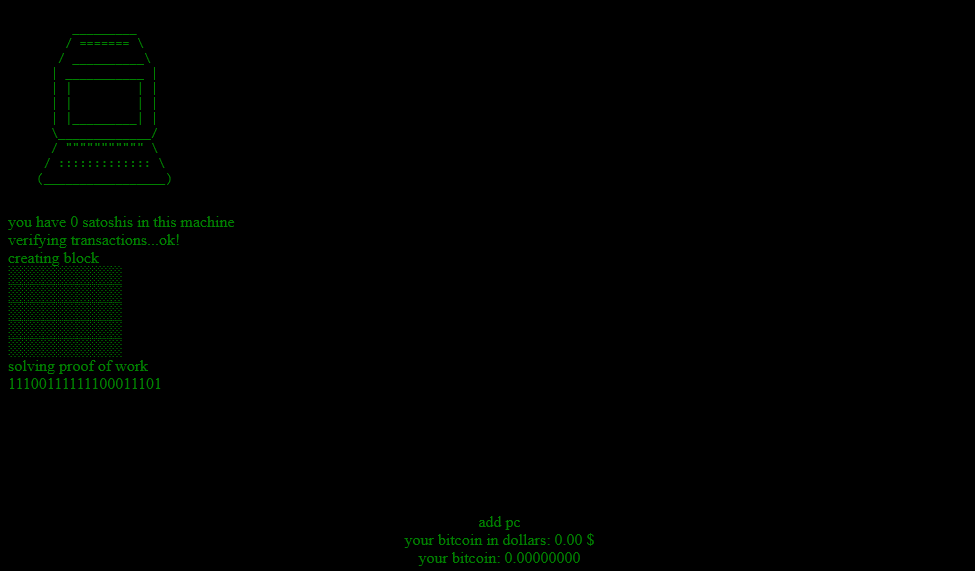 you have 0 satoshis in this machine
verifying transactions...ok!
creating block
solving proof of work
11100111111100011101
add pc
your bitcoin in dollars: 0.00 $
your bitcoin: 0.00000000